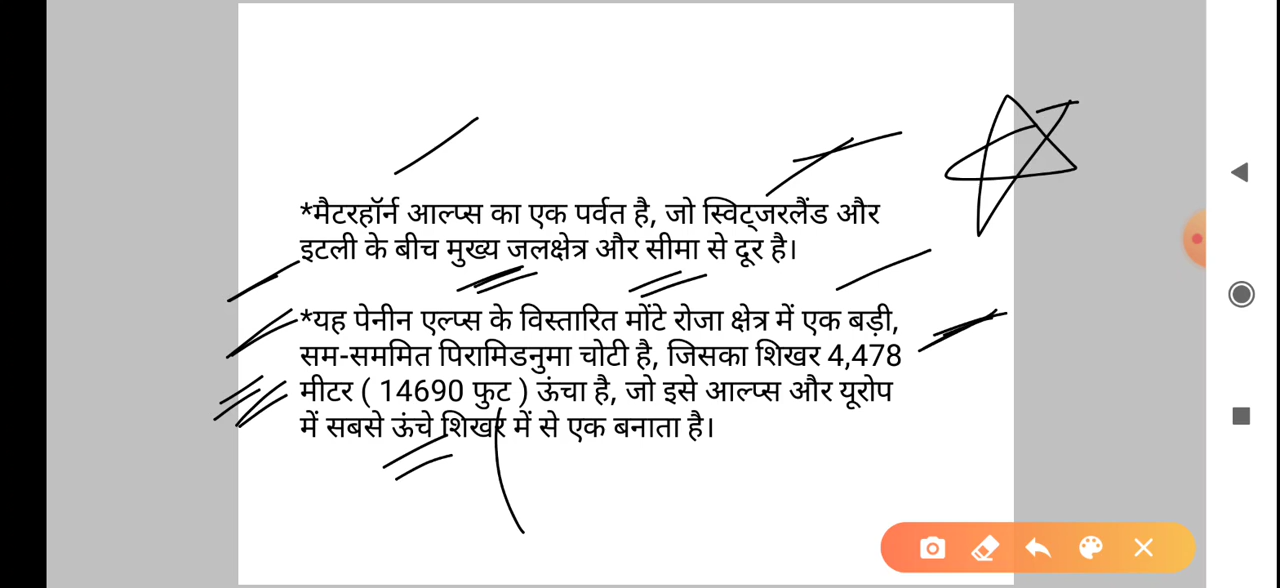 *मैटरहॉर्न आल्प्स का एक पर्वत है, जो स्विट्जरलैंड और
इटली के बीच मुख्य जलक्षेत्र और सीमा से दूर है।
*यह पेनीन एल्प्स के विस्तारित मोंटे रोजा क्षेत्र में एक बड़ी,
सम-सममित पिरामिडनुमा चोटी है, जिसका शिखर 4,478
मीटर ( 14690 फुट ) ऊंचा है, जो इसे आल्प्स और यूरोप
में सबसे ऊंचे शिखर में से एक बनाता है।